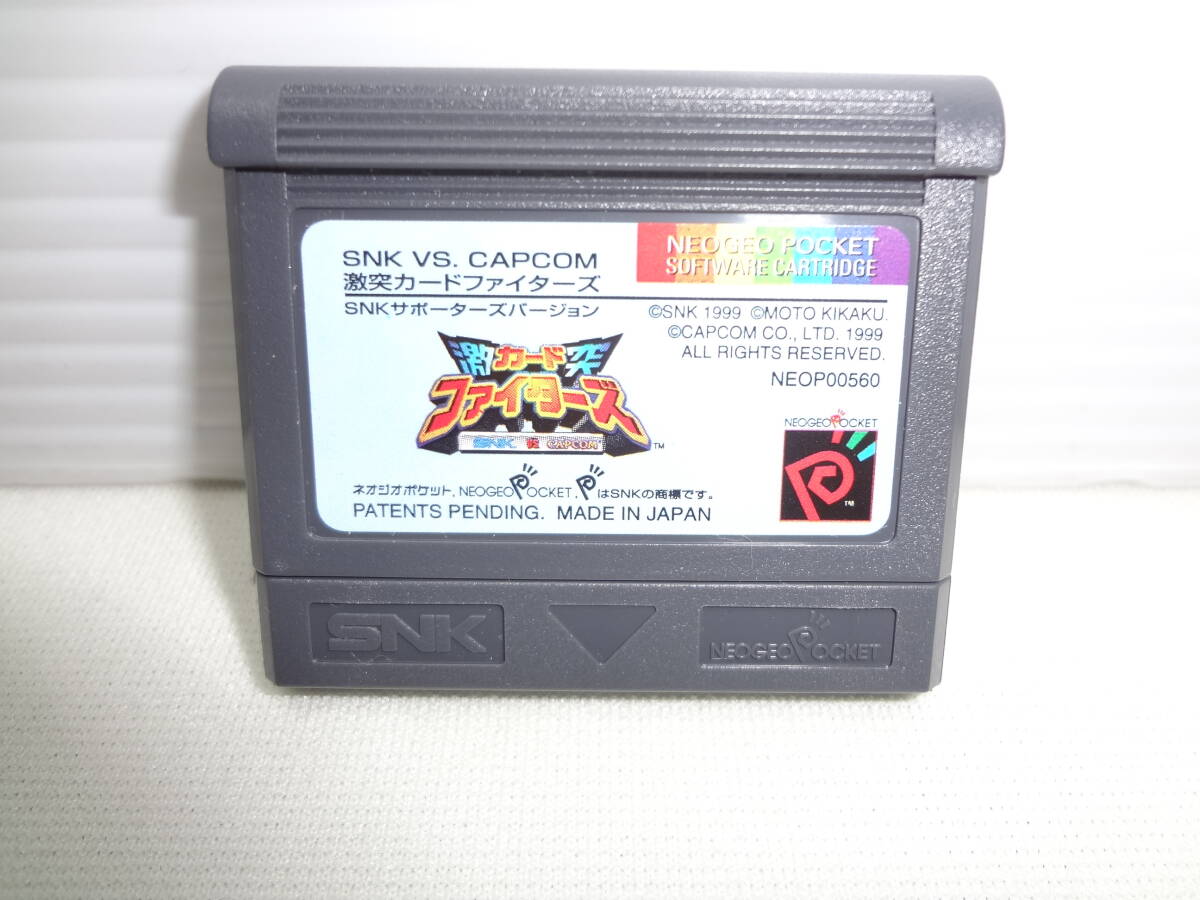 SNK VS. CAPCOM
激突カードファイターズ
SNKサポーターズバージョン
NEOGEO POCKET
SOFTWARE CARTRIDGE
©SNK 1999 ©MOTO KIKAKU.
©CAPCOM CO., LTD. 1999
ALL RIGHTS RESERVED.
NEOP00560
激突カード
ファイターズ
SNK VS CAPCOM
TM
NEOGEO POCKET
P
TM
ネオジオポケット, NEOGEO POCKET, PはSNKの商標です。
PATENTS PENDING. MADE IN JAPAN
SNK
NEOGEO POCKET